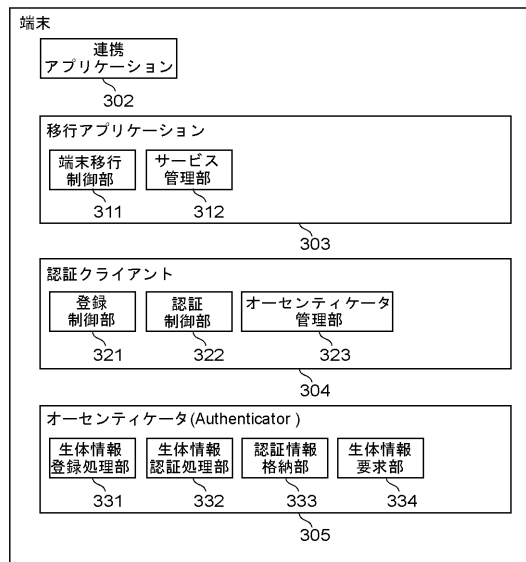 端末
連携
アプリケーション
302
移行アプリケーション
端末移行
制御部
サービス
管理部
311
312
303
認証クライアント
登録
制御部
認証
制御部
オーセンティケータ
管理部
321
322
323
304
オーセンティケータ(Authenticator)
生体情報
登録処理部
生体情報
認証処理部
認証情報
格納部
生体情報
要求部
331
332
333
334
305